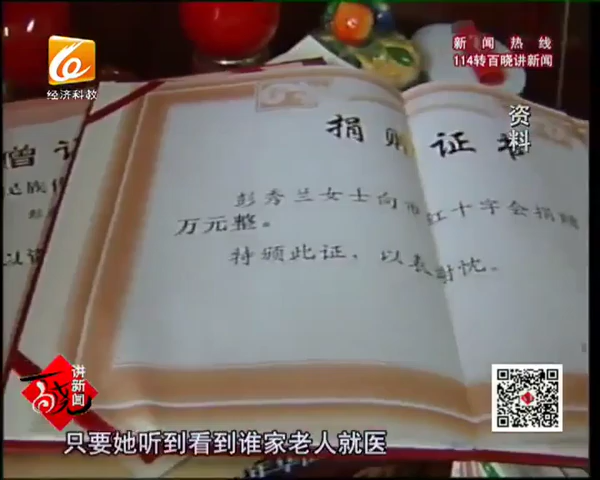 经济科教
新闻热线
114转百晓讲新闻
资料
捐赠证书
彭秀兰女士向市红十字会捐赠
万元整。
特颁此证，以表谢忱。
百晓
讲新闻
只要她听到看到谁家老人就医